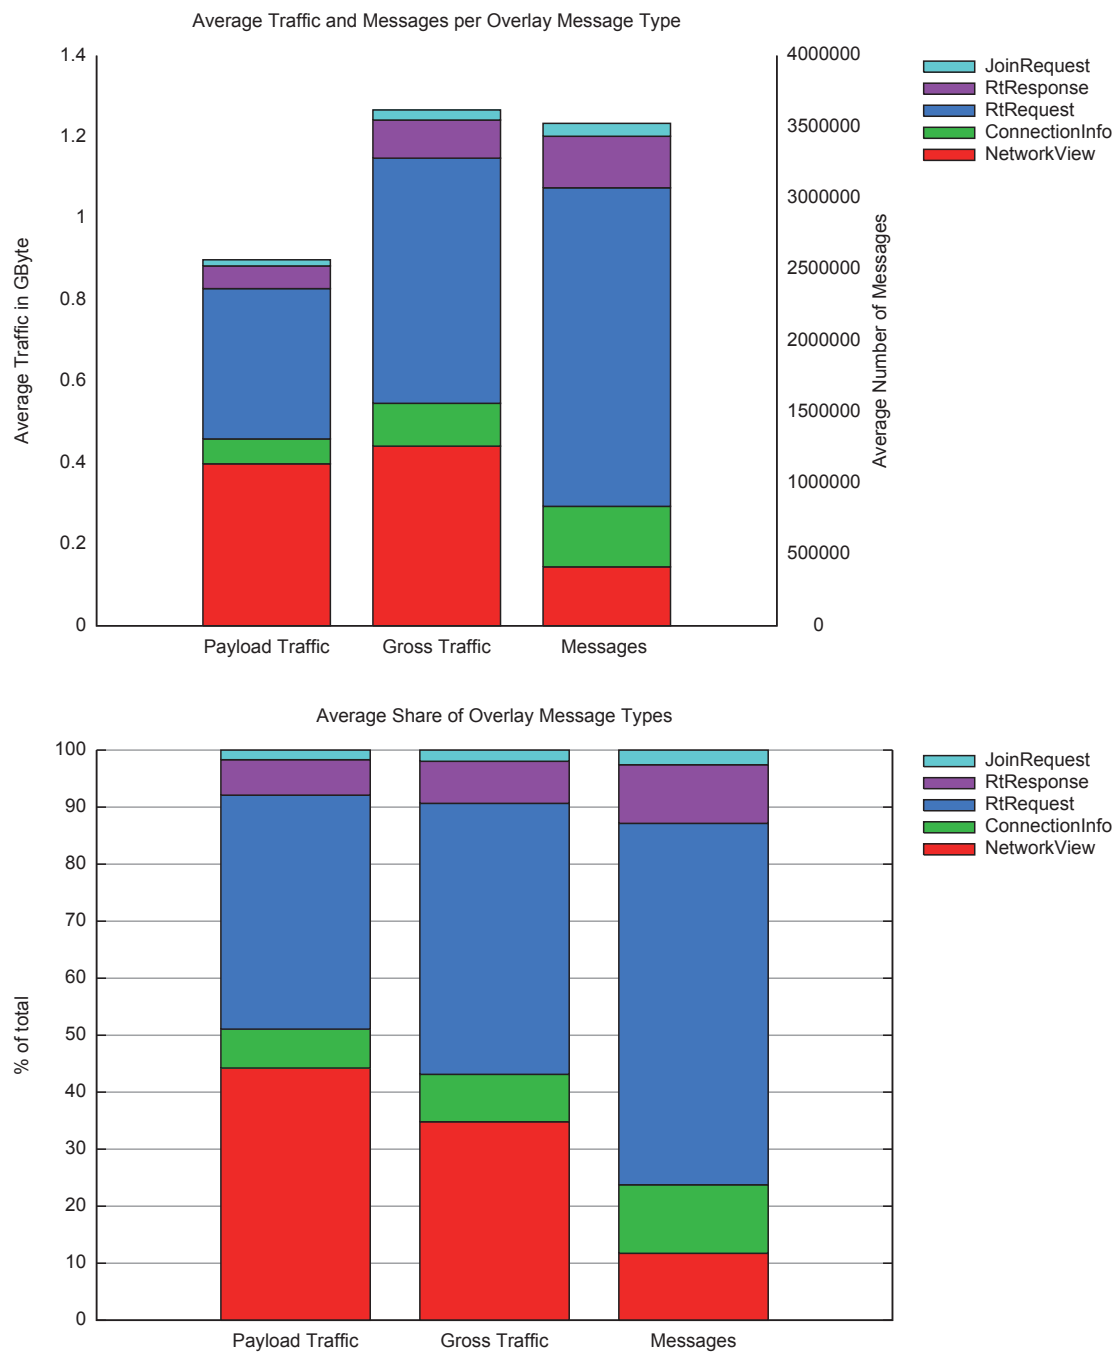 Average Traffic and Messages per Overlay Message Type
1.4
1.2
1
0.8
0.6
0.4
0.2
0
Average Traffic in GByte
4000000
3500000
3000000
2500000
2000000
1500000
1000000
500000
0
Average Number of Messages
Payload Traffic
Gross Traffic
Messages
JoinRequest
RtResponse
RtRequest
ConnectionInfo
NetworkView
Average Share of Overlay Message Types
100
90
80
70
60
50
40
30
20
10
0
% of total
Payload Traffic
Gross Traffic
Messages
JoinRequest
RtResponse
RtRequest
ConnectionInfo
NetworkView